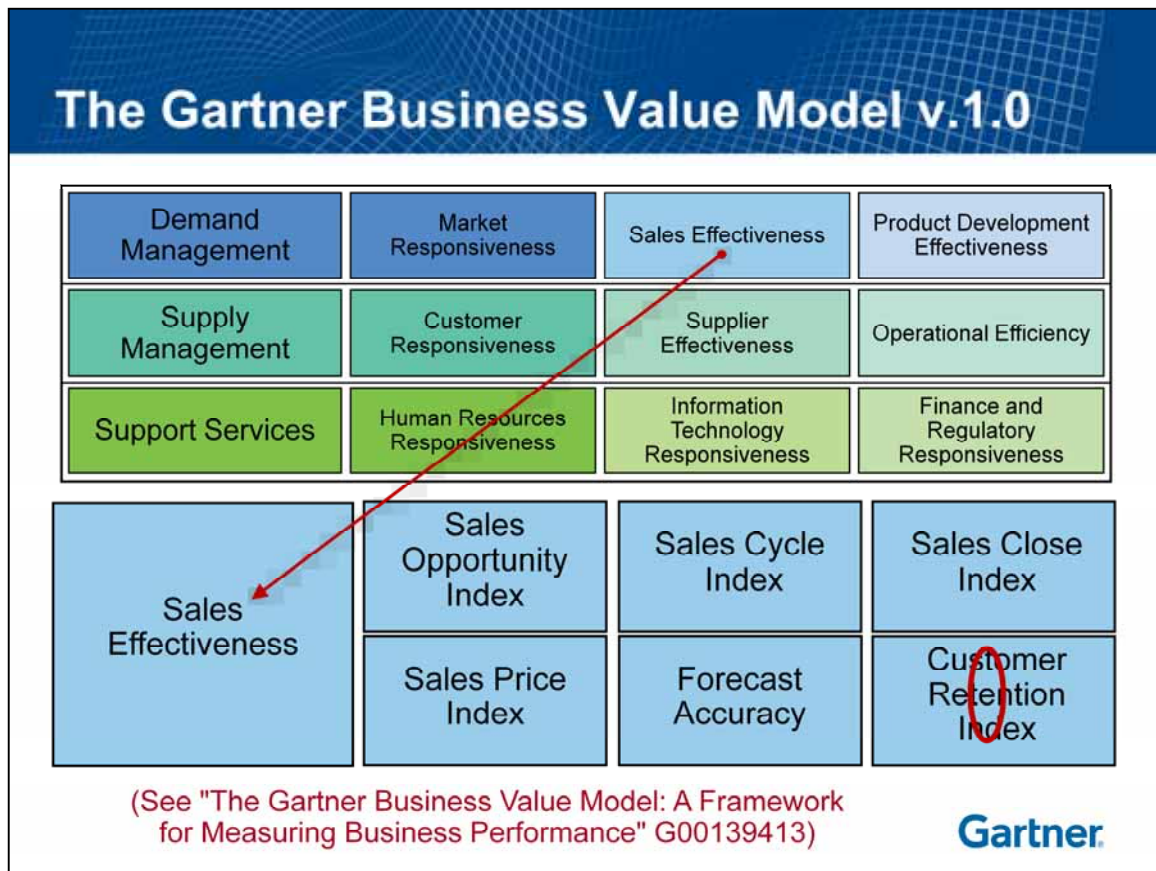 The Gartner Business Value Model v.1.0
Demand
Management
Market
Responsiveness
Sales Effectiveness
Product Development
Effectiveness
Supply
Management
Customer
Responsiveness
Supplier
Effectiveness
Operational Efficiency
Support Services
Human Resources
Responsiveness
Information
Technology
Responsiveness
Finance and
Regulatory
Responsiveness
Sales
Effectiveness
Sales
Opportunity
Index
Sales Cycle
Index
Sales Close
Index
Sales Price
Index
Forecast
Accuracy
Customer
Retention
Index
(See "The Gartner Business Value Model: A Framework
for Measuring Business Performance" G00139413)
Gartner®